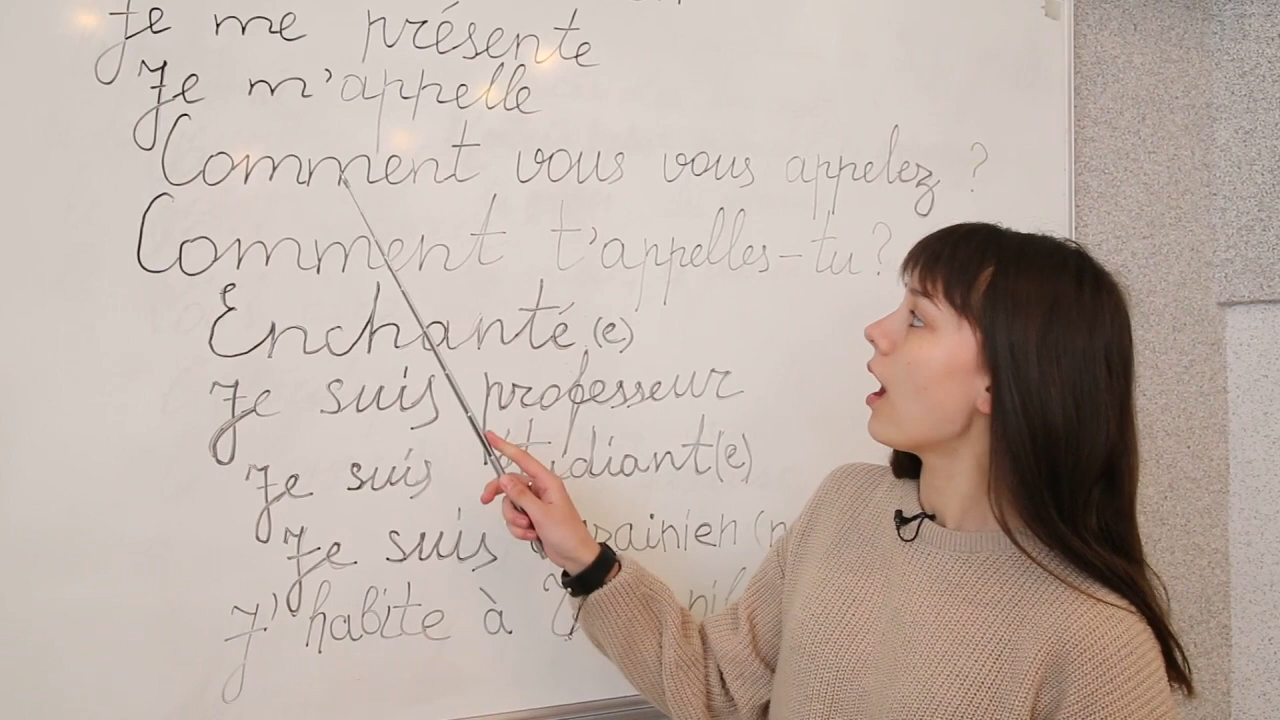 Je me présente
Je m'appelle
Comment vous vous appelez ?
Comment t'appelles-tu?
Enchanté(e)
Je suis professeur
Je suis étudiant(e)
Je suis
J'habite à